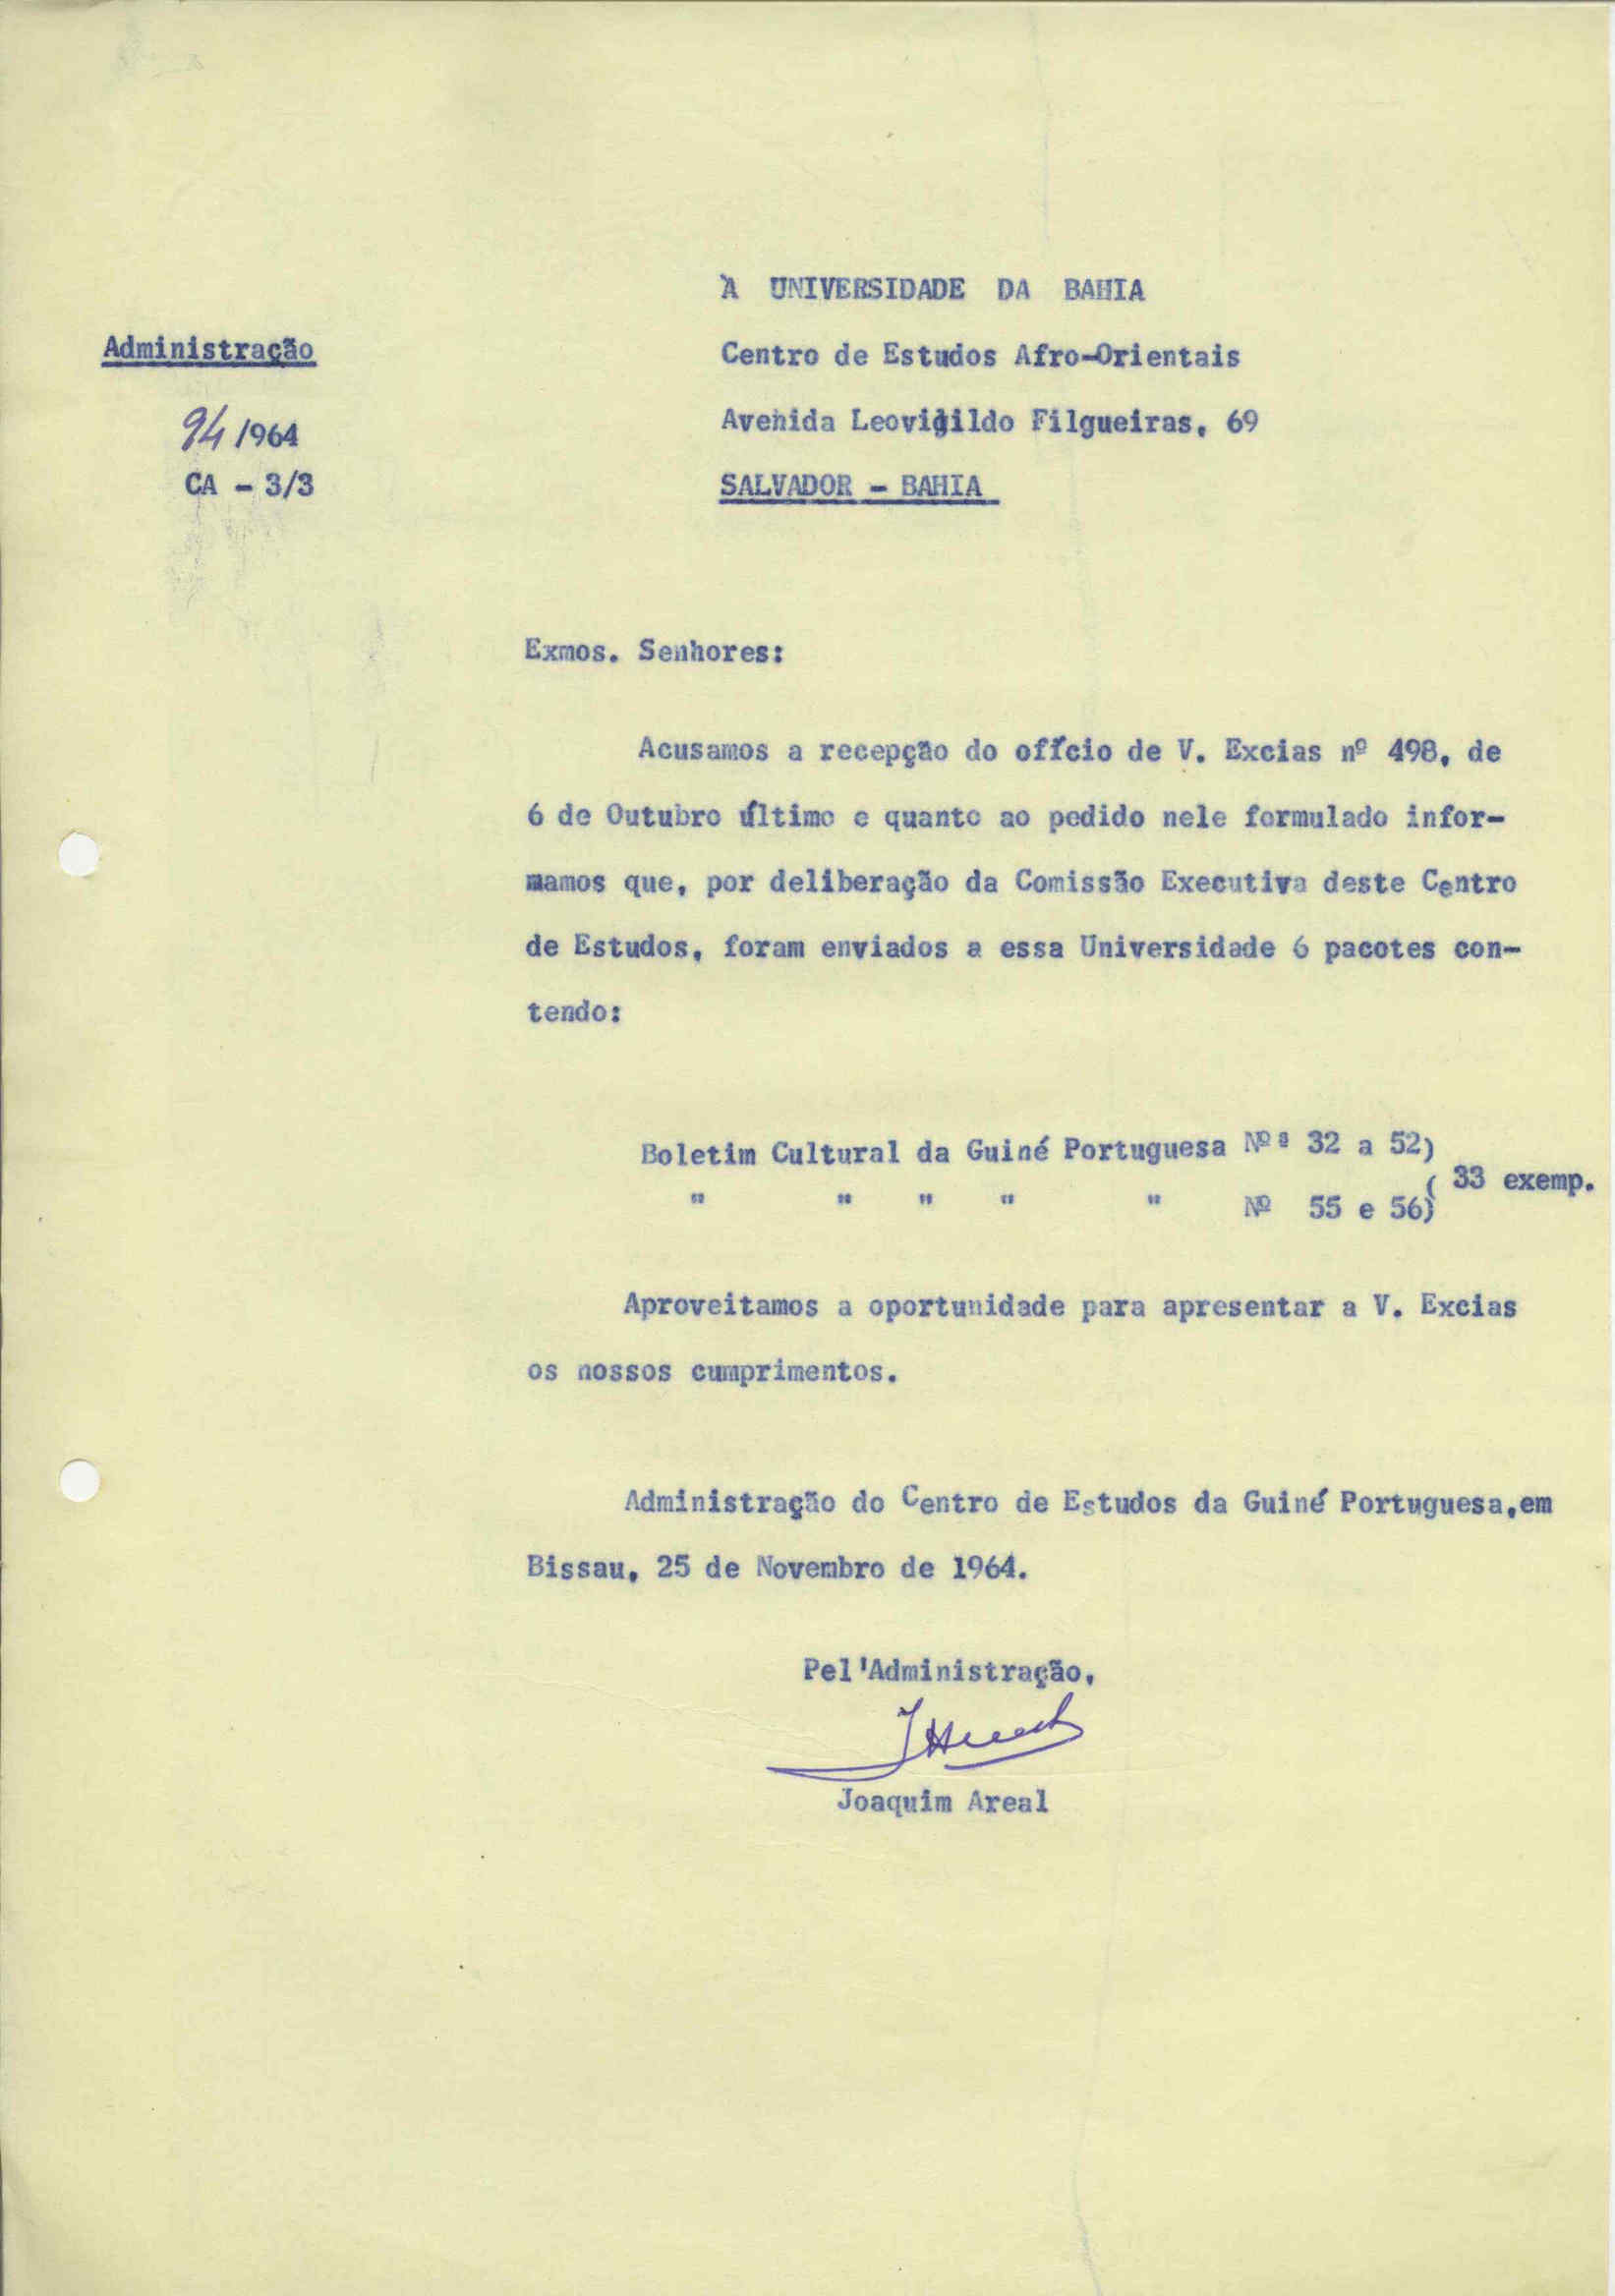 À UNIVERSIDADE DA BAHIA
Administração
Centro de Estudos Afro-Orientais
94/1964
Avenida Leovigildo Filgueiras, 69
CA - 3/3
SALVADOR - BAHIA
Exmos. Senhores:
Acusamos a recepção do ofício de V. Excias nº 498, de
6 de Outubro último e quanto ao pedido nele formulado infor-
mamos que, por deliberação da Comissão Executiva deste Centro
de Estudos, foram enviados a essa Universidade 6 pacotes con-
tendo:
Boletim Cultural da Guiné Portuguesa Nºs 32 a 52)
( 33 exemp.
" " " " " Nº 55 e 56)
Aproveitamos a oportunidade para apresentar a V. Excias
os nossos cumprimentos.
Administração do Centro de Estudos da Guiné Portuguesa,em
Bissau, 25 de Novembro de 1964.
Pel'Administração,
Joaquim Areal